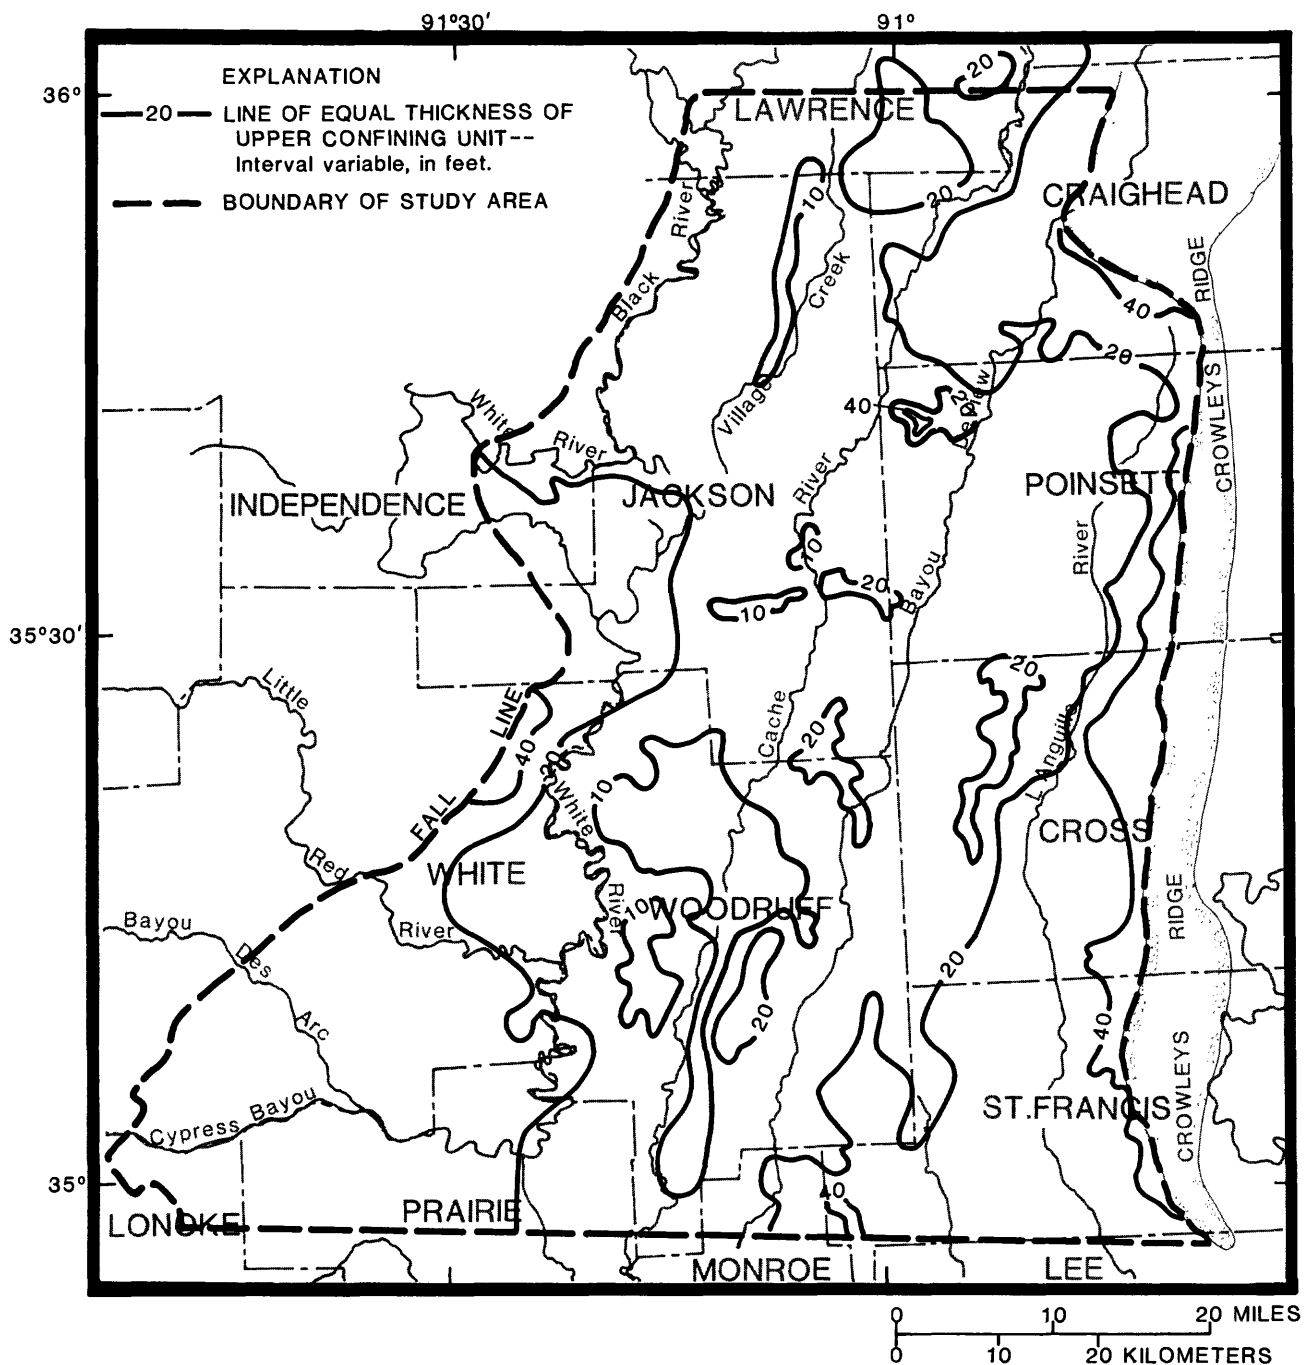 91°30′ 91°
EXPLANATION
36°
20
LINE OF EQUAL THICKNESS OF
UPPER CONFINING UNIT--
Interval variable, in feet.
BOUNDARY OF STUDY AREA
20
LAWRENCE
10
20
CRAIGHEAD
River
Black
Creek
RIDGE
40
20
CROWLEYS
White
River
Village
40
20
INDEPENDENCE
JACKSON
River
POINSETT
River
10
20
Bayou
10
35°30′
20
Little
LINE
Cache
20
L Anguille
40
20
10
White
FALL
CROSS
Red
WHITE
River
10
WOODRUFF
RIDGE
Bayou
River
Des
20
Arc
20
40
CROWLEYS
Cypress Bayou
ST.FRANCIS
35°
40
LONOKE
PRAIRIE
MONROE
LEE
0 10 20 MILES
0 10 20 KILOMETERS